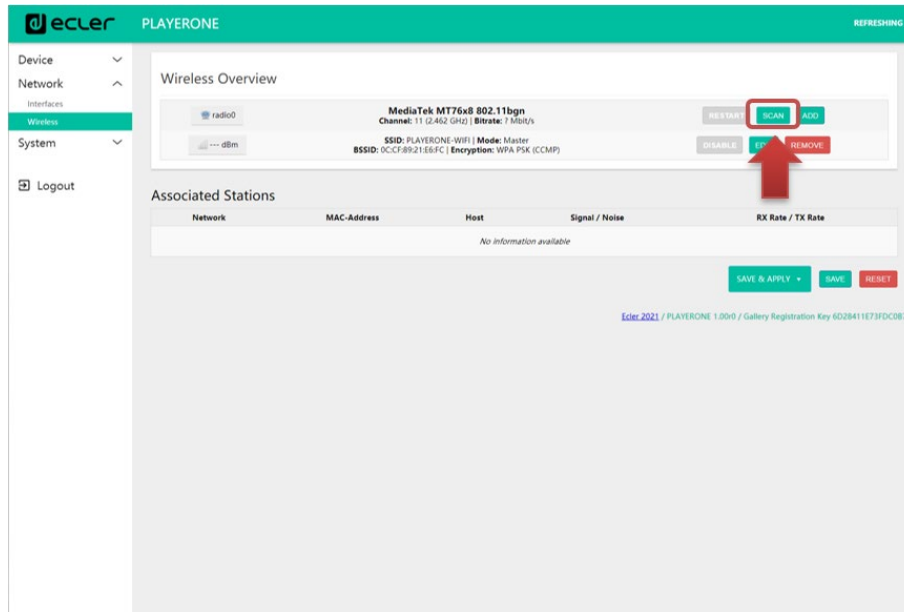 ecler
PLAYERONE
REFRESHING
Device
Network
Interfaces
Wireless
System
Logout
Wireless Overview
radio0
MediaTek MT76x8 802.11bgn
Channel: 11 (2.462 GHz) | Bitrate: ? Mbit/s
RESTART
SCAN
ADD
--- dBm
SSID: PLAYERONE-WIFI | Mode: Master
BSSID: 0C:CF:89:21:E6:FC | Encryption: WPA PSK (CCMP)
DISABLE
REMOVE
Associated Stations
Network MAC-Address Host Signal / Noise RX Rate / TX Rate
No information available
SAVE & APPLY
SAVE
RESET
Ecler 2021 / PLAYERONE 1.00r0 / Gallery Registration Key